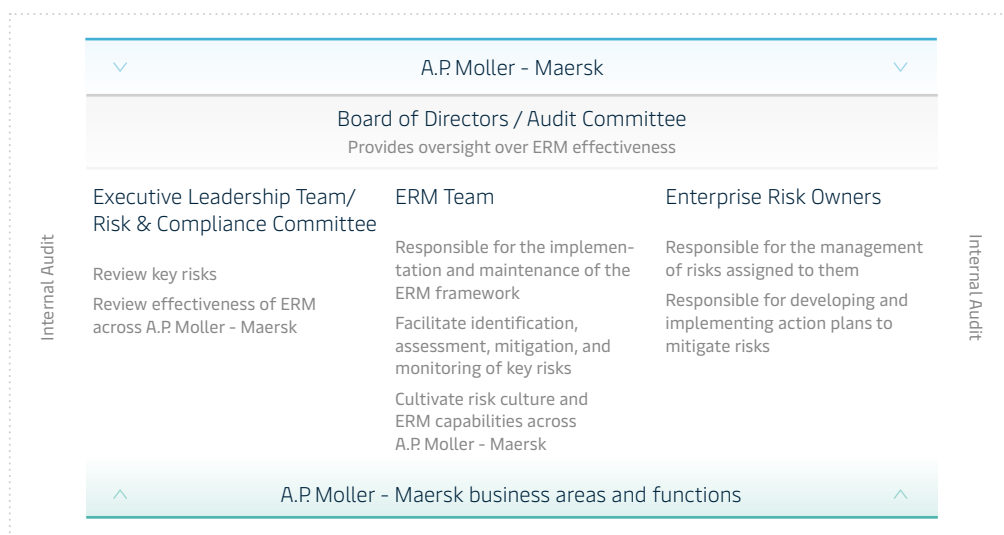 A.P. Moller - Maersk
Board of Directors / Audit Committee
Provides oversight over ERM effectiveness
Internal Audit
Executive Leadership Team/
Risk & Compliance Committee
Review key risks
Review effectiveness of ERM
across A.P. Moller - Maersk
ERM Team
Responsible for the implemen-
tation and maintenance of the
ERM framework
Facilitate identification,
assessment, mitigation, and
monitoring of key risks
Cultivate risk culture and
ERM capabilities across
A.P. Moller - Maersk
Enterprise Risk Owners
Responsible for the management
of risks assigned to them
Responsible for developing and
implementing action plans to
mitigate risks
Internal Audit
A.P. Moller - Maersk business areas and functions